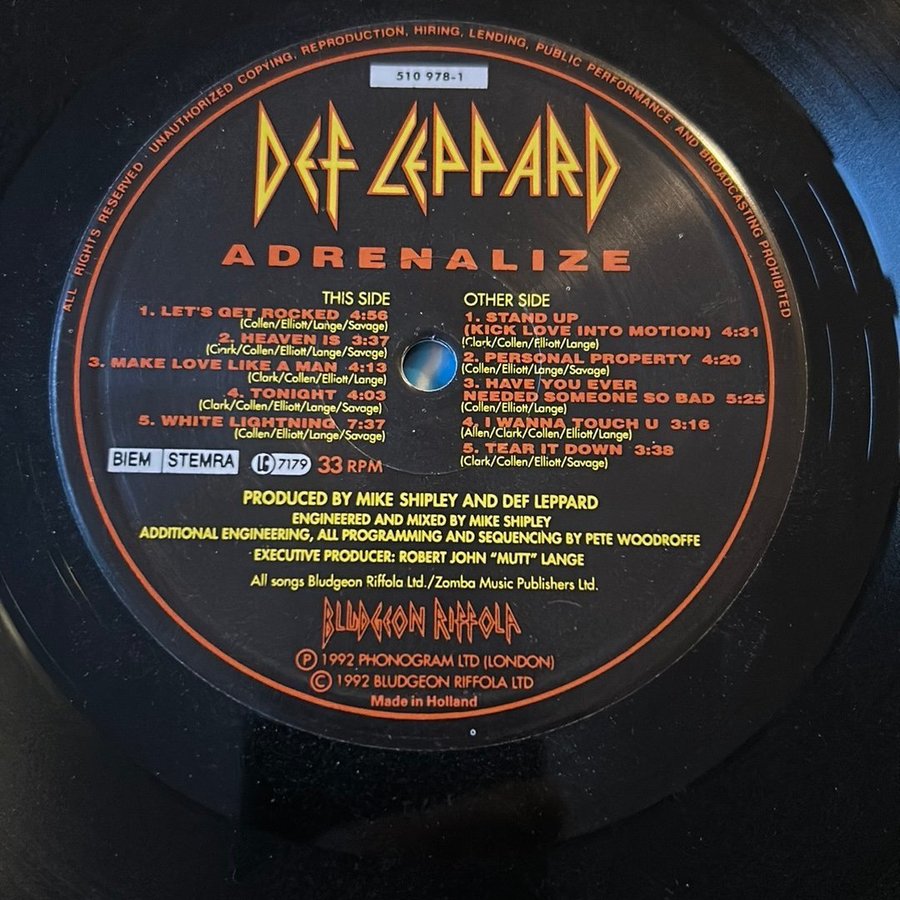 ALL RIGHTS RESERVED UNAUTHORIZED COPYING, REPRODUCTION, HIRING, LENDING, PUBLIC PERFORMANCE AND BROADCASTING PROHIBITED
510 978-1
DEF LEPPARD
ADRENALIZE
THIS SIDE
1. LET'S GET ROCKED 4:56
(Collen/Elliott/Lange/Savage)
2. HEAVEN IS 3:37
(Clark/Collen/Elliott/Lange/Savage)
3. MAKE LOVE LIKE A MAN 4:13
(Clark/Collen/Elliott/Lange)
4. TONIGHT 4:03
(Clark/Collen/Elliott/Lange/Savage)
5. WHITE LIGHTNING 7:37
(Collen/Elliott/Lange/Savage)
OTHER SIDE
1. STAND UP
(KICK LOVE INTO MOTION) 4:31
(Clark/Collen/Elliott/Lange)
2. PERSONAL PROPERTY 4:20
(Collen/Elliott/Lange/Savage)
3. HAVE YOU EVER
NEEDED SOMEONE SO BAD 5:25
(Collen/Elliott/Lange)
4. I WANNA TOUCH U 3:16
(Allen/Clark/Collen/Elliott/Lange)
5. TEAR IT DOWN 3:38
(Clark/Collen/Elliott/Savage)
BIEM STEMRA LC 7179 33 RPM
PRODUCED BY MIKE SHIPLEY AND DEF LEPPARD
ENGINEERED AND MIXED BY MIKE SHIPLEY
ADDITIONAL ENGINEERING, ALL PROGRAMMING AND SEQUENCING BY PETE WOODROFFE
EXECUTIVE PRODUCER: ROBERT JOHN "MUTT" LANGE
All songs Bludgeon Riffola Ltd./Zomba Music Publishers Ltd.
BLUDGEON RIFFOLA
℗ 1992 PHONOGRAM LTD (LONDON)
© 1992 BLUDGEON RIFFOLA LTD
Made in Holland